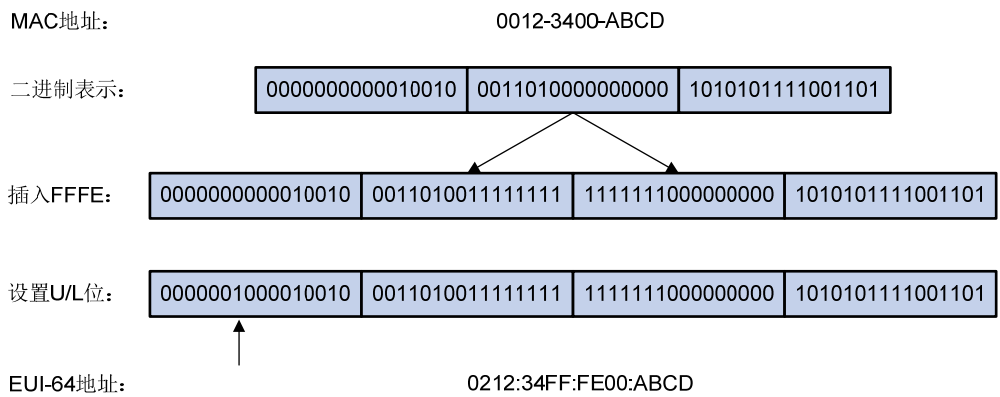 MAC地址： 0012-3400-ABCD
二进制表示： 0000000000010010 0011010000000000 1010101111001101
插入FFFE： 0000000000010010 0011010011111111 1111111000000000 1010101111001101
设置U/L位： 0000001000010010 0011010011111111 1111111000000000 1010101111001101
EUI-64地址： 0212:34FF:FE00:ABCD